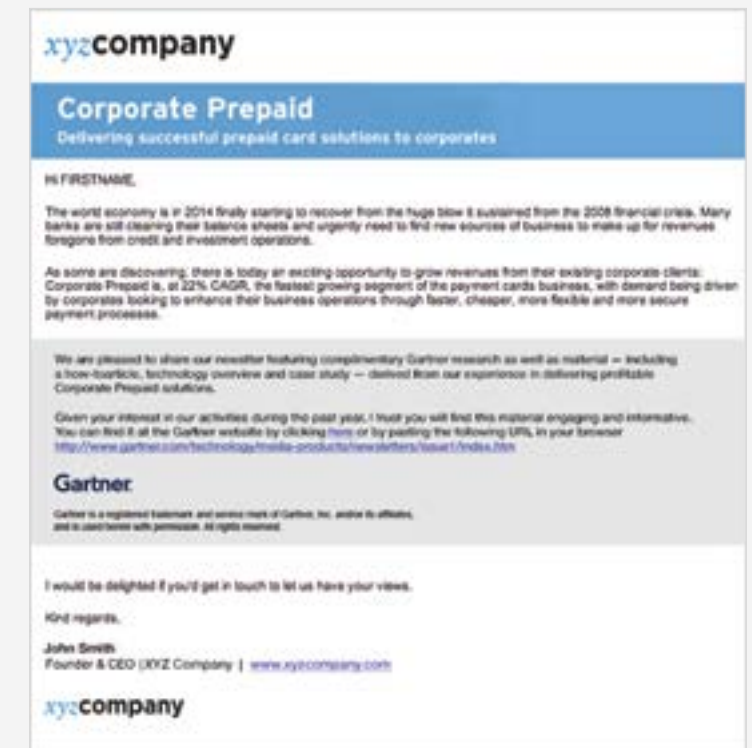 xyzcompany
Corporate Prepaid
Delivering successful prepaid card solutions to corporates
Hi FIRSTNAME,
The world economy is in 2014 finally starting to recover from the huge blow it sustained from the 2008 financial crisis. Many
banks are still cleaning their balance sheets and urgently need to find new sources of business to make up for revenues
foregone from credit and investment operations.
As some are discovering, there is today an exciting opportunity to grow revenues from their existing corporate clients:
Corporate Prepaid is, at 22% CAGR, the fastest growing segment of the payment cards business, with demand being driven
by corporates looking to enhance their business operations through faster, cheaper, more flexible and more secure
payment processes.
We are pleased to share our newsletter featuring complimentary Gartner research as well as material — including
a how-to article, technology overview and case study — derived from our experience in delivering profitable
Corporate Prepaid solutions.
Given your interest in our activities during the past year, I trust you will find this material engaging and informative.
You can find it at the Gartner website by clicking here or by pasting the following URL in your browser
http://www.gartner.com/technology/media-products/newsletters/issue1/index.htm
Gartner
Gartner is a registered trademark and service mark of Gartner, Inc. and/or its affiliates,
and is used herein with permission. All rights reserved.
I would be delighted if you'd get in touch to let us have your views.
Kind regards,
John Smith
Founder & CEO | XYZ Company | www.xyzcompany.com
xyzcompany